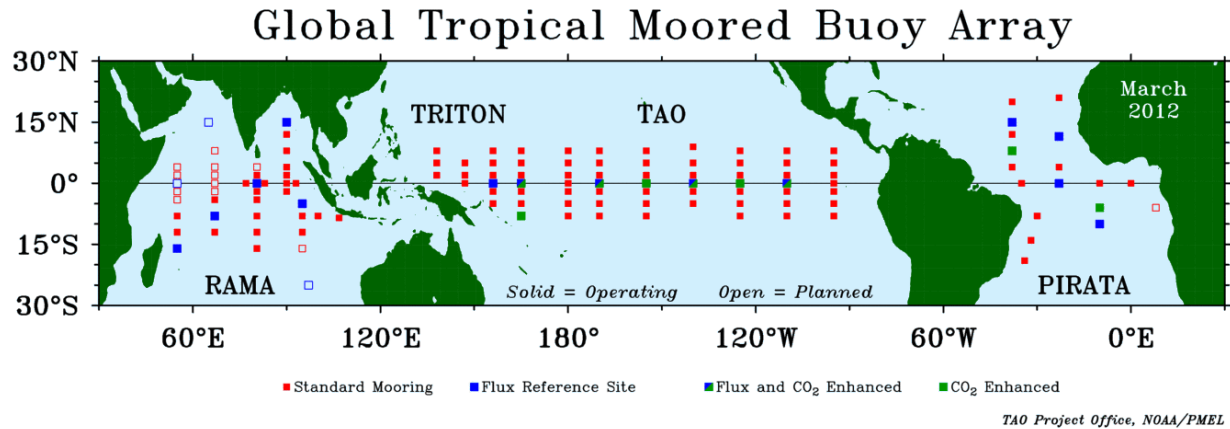 Global Tropical Moored Buoy Array
30°N
15°N
0°
15°S
30°S
TRITON
TAO
March
2012
RAMA
Solid = Operating
Open = Planned
PIRATA
60°E
120°E
180°
120°W
60°W
0°E
Standard Mooring
Flux Reference Site
Flux and CO₂ Enhanced
CO₂ Enhanced
TAO Project Office, NOAA/PMEL